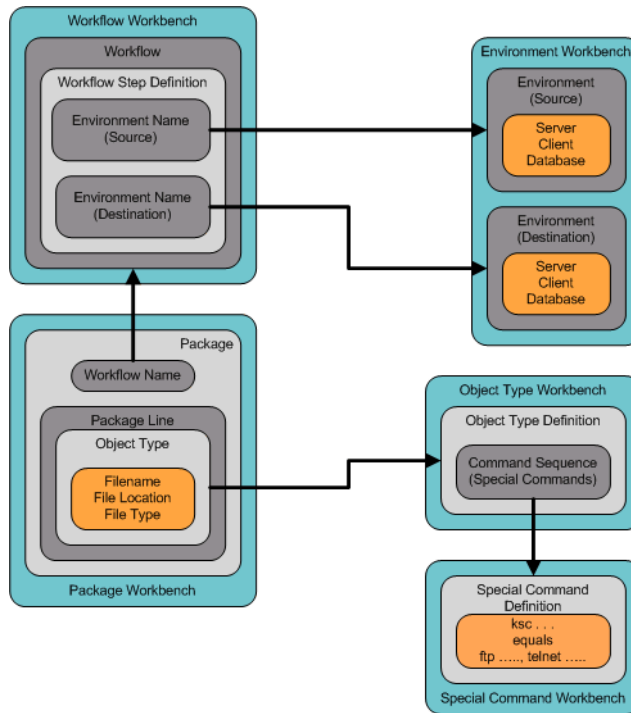 Workflow Workbench
Workflow
Workflow Step Definition
Environment Name
(Source)
Environment Name
(Destination)
Environment Workbench
Environment
(Source)
Server
Client
Database
Environment
(Destination)
Server
Client
Database
Package
Workflow Name
Package Line
Object Type
Filename
File Location
File Type
Package Workbench
Object Type Workbench
Object Type Definition
Command Sequence
(Special Commands)
Special Command
Definition
ksc . . .
equals
ftp ....., telnet .....
Special Command Workbench